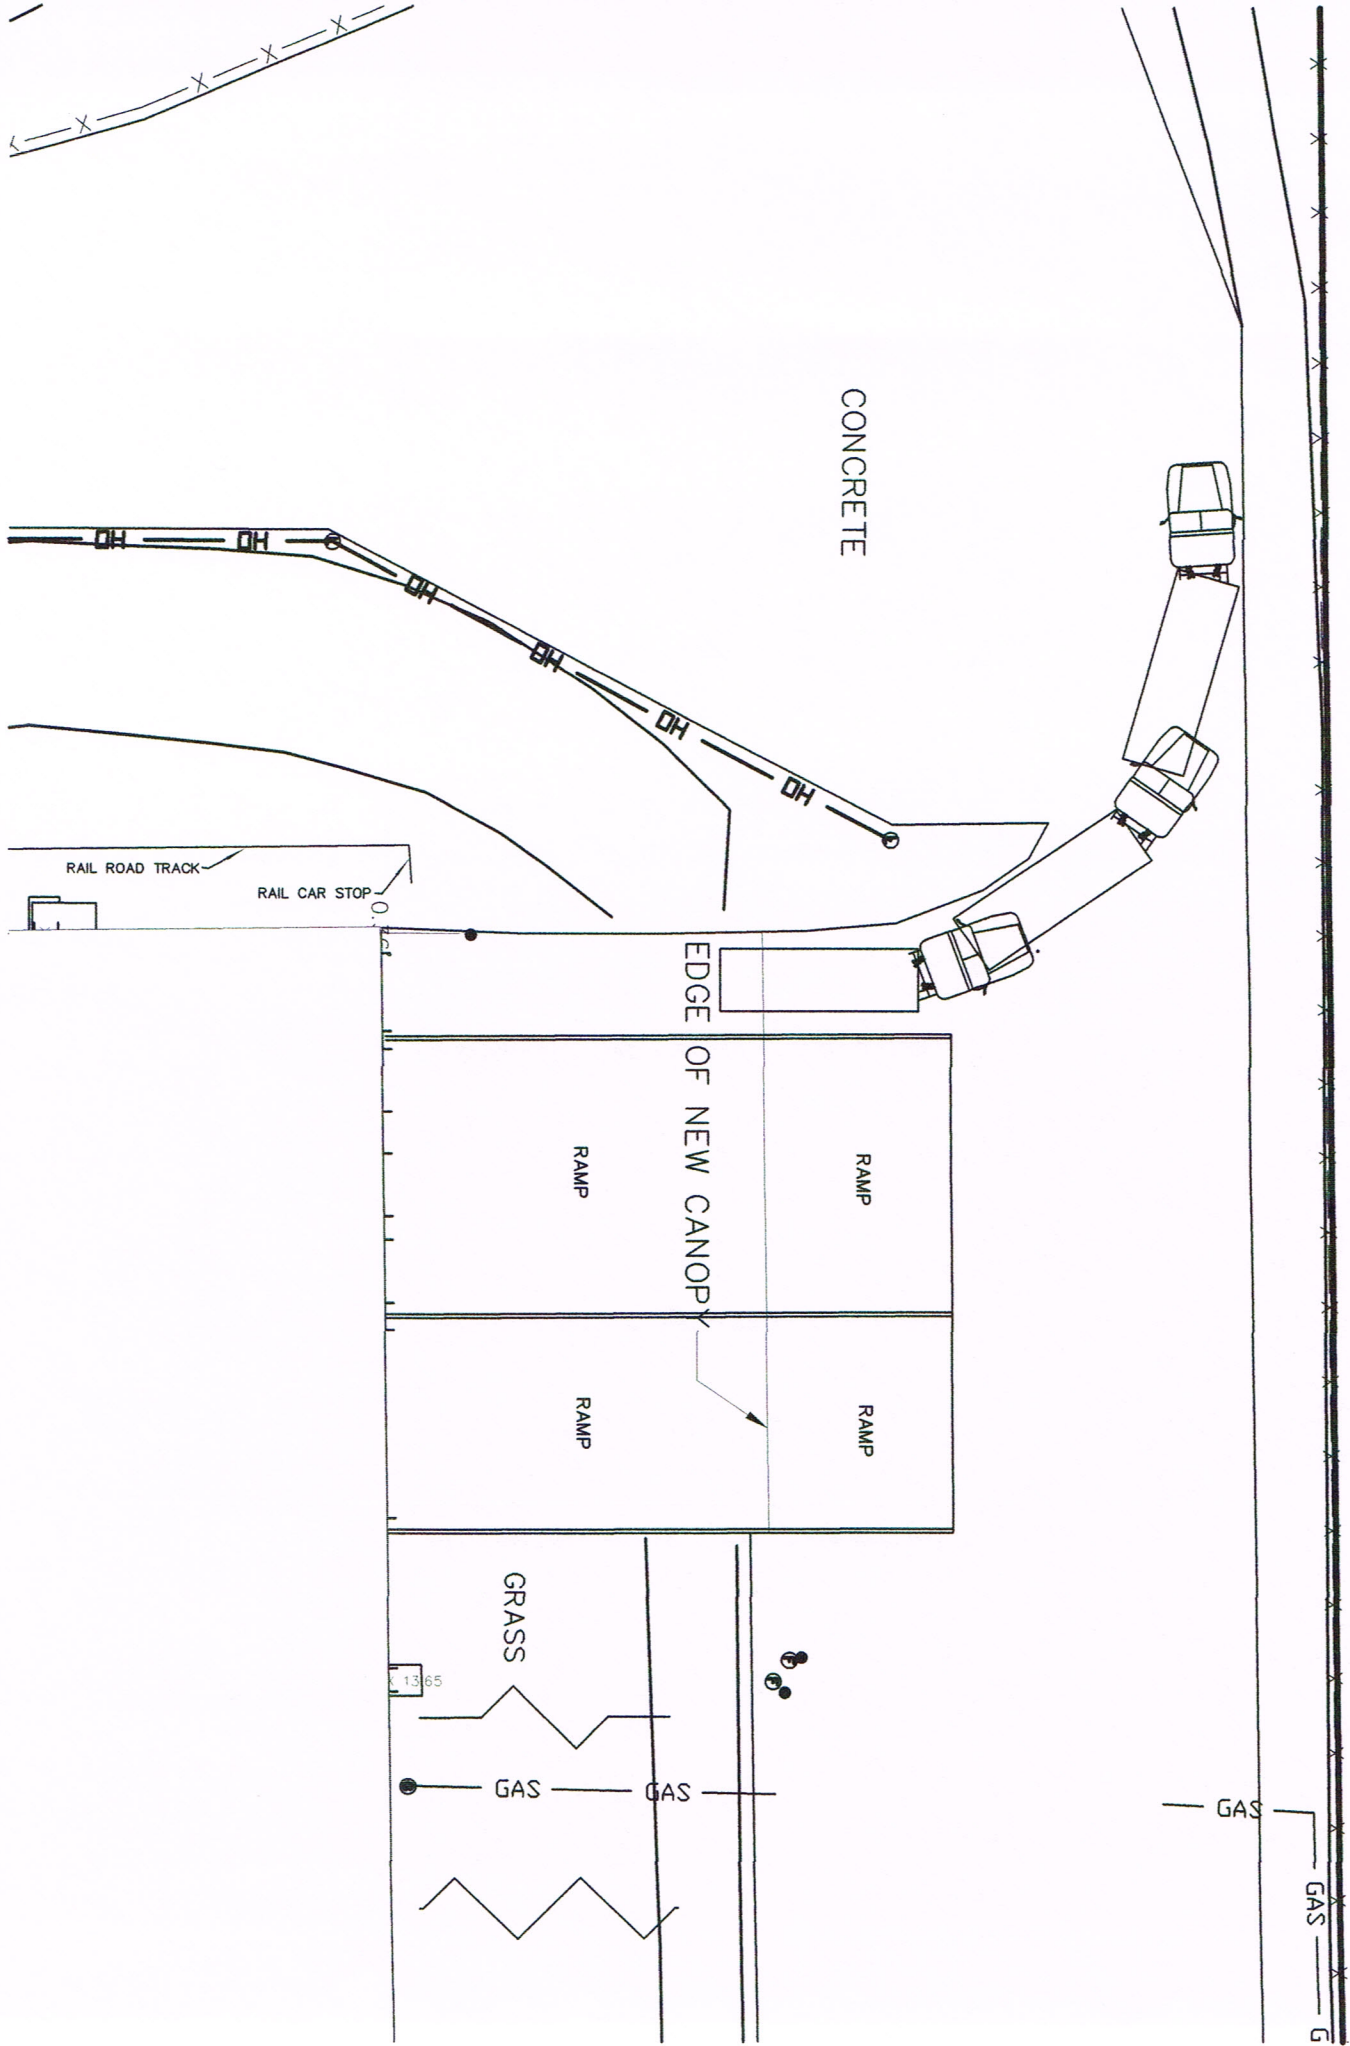 CONCRETE
OH
OH
OH
OH
OH
OH
RAIL ROAD TRACK
RAIL CAR STOP
EDGE OF NEW CANOPY
RAMP
RAMP
RAMP
RAMP
GRASS
X 1365
F
F
GAS
GAS
GAS
GAS
G